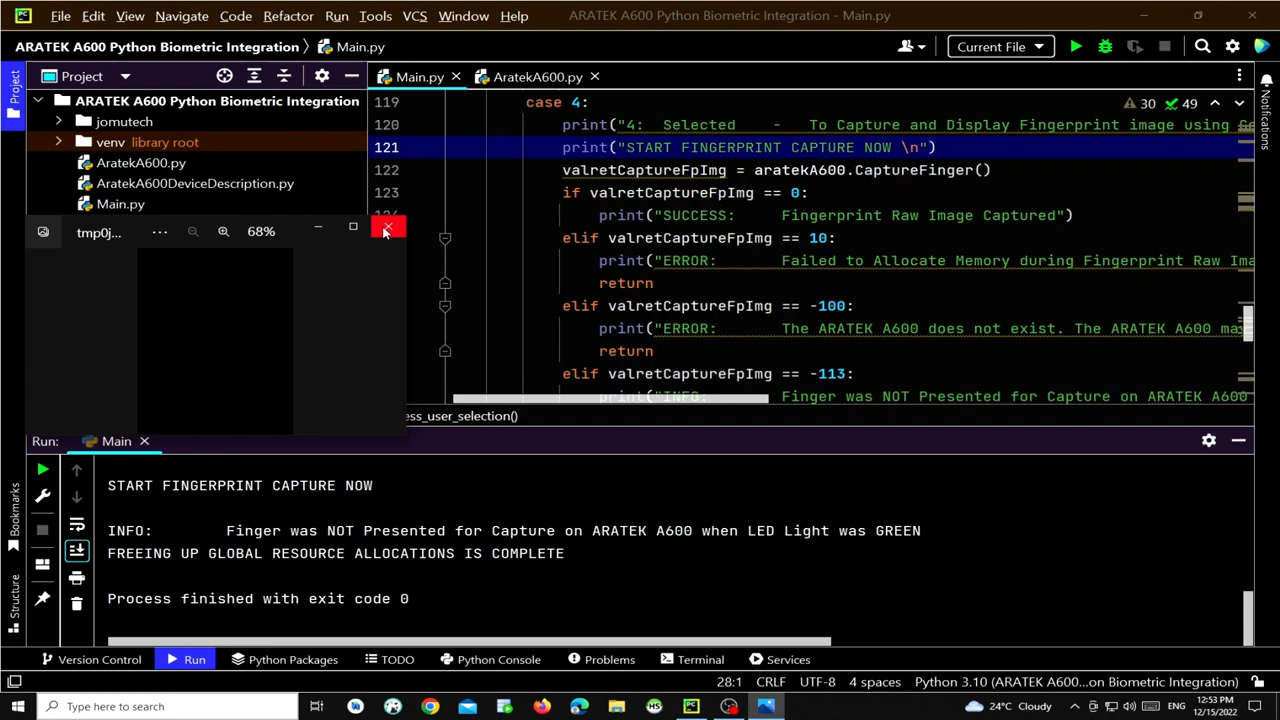 PC File Edit View Navigate Code Refactor Run Tools VCS Window Help ARATEK A600 Python Biometric Integration - Main.py
ARATEK A600 Python Biometric Integration Main.py Current File
Project Main.py AratekA600.py
ARATEK A600 Python Biometric Integration
jomutech
venv library root
AratekA600.py
AratekA600DeviceDescription.py
Main.py
tmp0j... ... 68%
119 case 4: 30 49
120 print("4: Selected - To Capture and Display Fingerprint image using
121 print("START FINGERPRINT CAPTURE NOW \n")
122 valretCaptureFpImg = aratekA600.CaptureFinger()
123 if valretCaptureFpImg == 0:
print("SUCCESS: Fingerprint Raw Image Captured")
elif valretCaptureFpImg == 10:
print("ERROR: Failed to Allocate Memory during Fingerprint Raw
return
elif valretCaptureFpImg == -100:
print("ERROR: The ARATEK A600 does not exist. The ARATEK A600
return
elif valretCaptureFpImg == -113:
print("INFO: Finger was NOT Presented for Capture on ARATEK A600
ess_user_selection()
Run: Main
START FINGERPRINT CAPTURE NOW
INFO: Finger was NOT Presented for Capture on ARATEK A600 when LED Light was GREEN
FREEING UP GLOBAL RESOURCE ALLOCATIONS IS COMPLETE
Process finished with exit code 0
Version Control Run Python Packages TODO Python Console Problems Terminal Services
28:1 CRLF UTF-8 4 spaces Python 3.10 (ARATEK A600...on Biometric Integration)
Type here to search 24°C Cloudy ENG 12:53 PM
12/15/2022
Project
Bookmarks
Structure
Notifications